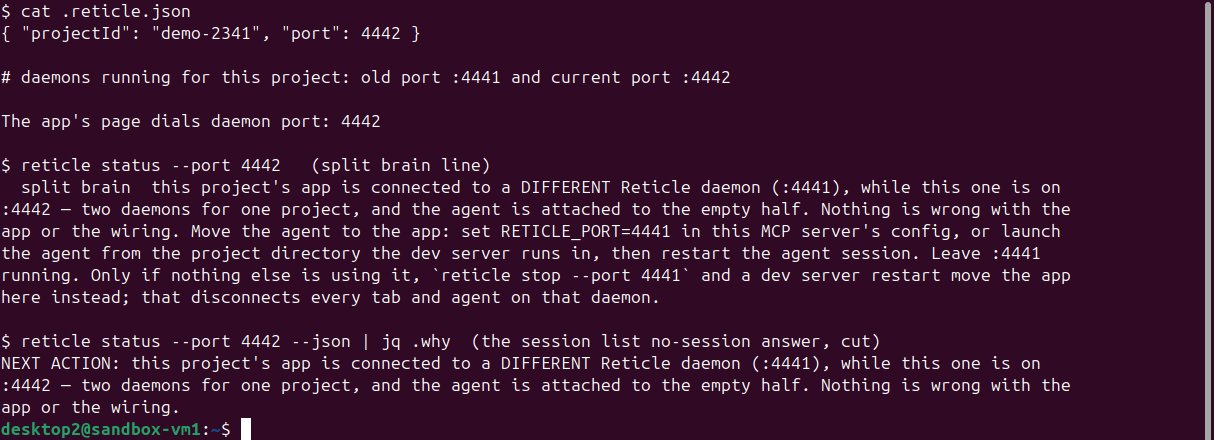 $ cat .reticle.json
{ "projectId": "demo-2341", "port": 4442 }
# daemons running for this project: old port :4441 and current port :4442
The app's page dials daemon port: 4442
$ reticle status --port 4442   (split brain line)
  split brain  this project's app is connected to a DIFFERENT Reticle daemon (:4441), while this one is on
:4442 — two daemons for one project, and the agent is attached to the empty half. Nothing is wrong with the
app or the wiring. Move the agent to the app: set RETICLE_PORT=4441 in this MCP server's config, or launch
the agent from the project directory the dev server runs in, then restart the agent session. Leave :4441
running. Only if nothing else is using it, `reticle stop --port 4441` and a dev server restart move the app
here instead; that disconnects every tab and agent on that daemon.
$ reticle status --port 4442 --json | jq .why  (the session list no-session answer, cut)
NEXT ACTION: this project's app is connected to a DIFFERENT Reticle daemon (:4441), while this one is on
:4442 — two daemons for one project, and the agent is attached to the empty half. Nothing is wrong with the
app or the wiring.
desktop2@sandbox-vm1:~$